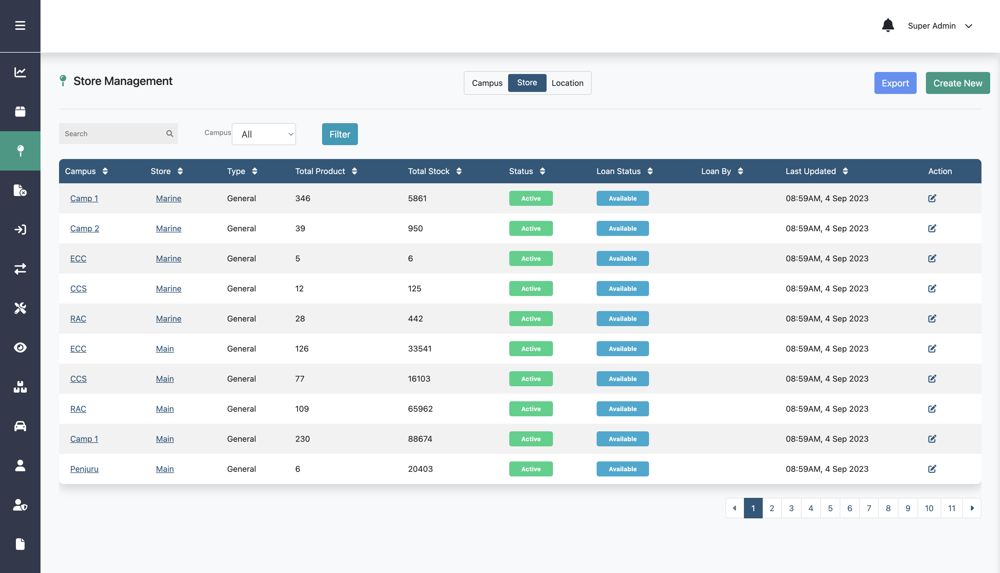 Super Admin
Store Management
Campus Store Location
Export Create New
Search Campus All Filter
Campus Store Type Total Product Total Stock Status Loan Status Loan By Last Updated Action
Camp 1 Marine General 346 5861 Active Available 08:59AM, 4 Sep 2023
Camp 2 Marine General 39 950 Active Available 08:59AM, 4 Sep 2023
ECC Marine General 5 6 Active Available 08:59AM, 4 Sep 2023
CCS Marine General 12 125 Active Available 08:59AM, 4 Sep 2023
RAC Marine General 28 442 Active Available 08:59AM, 4 Sep 2023
ECC Main General 126 33541 Active Available 08:59AM, 4 Sep 2023
CCS Main General 77 16103 Active Available 08:59AM, 4 Sep 2023
RAC Main General 109 65962 Active Available 08:59AM, 4 Sep 2023
Camp 1 Main General 230 88674 Active Available 08:59AM, 4 Sep 2023
Penjuru Main General 6 20403 Active Available 08:59AM, 4 Sep 2023
1 2 3 4 5 6 7 8 9 10 11